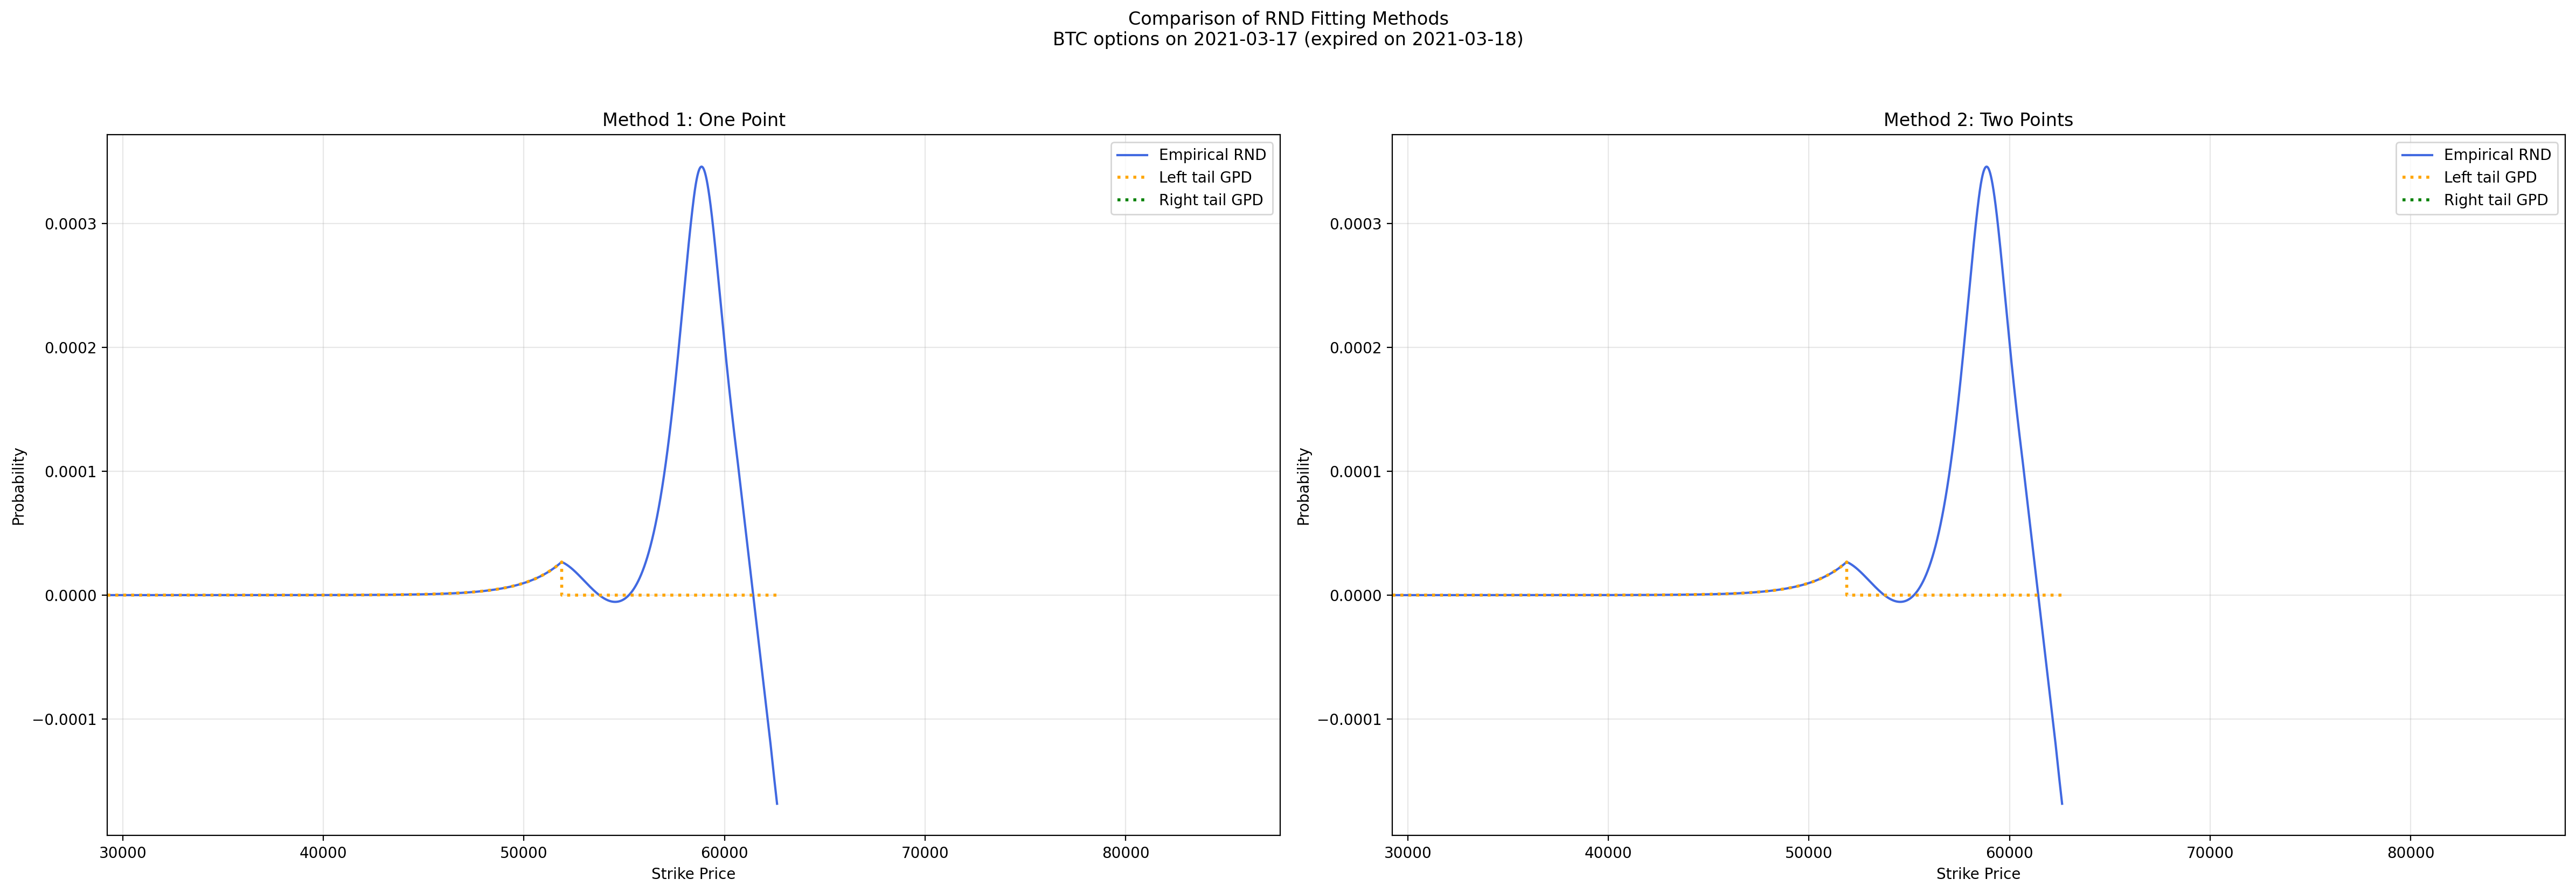 Comparison of RND Fitting Methods
BTC options on 2021-03-17 (expired on 2021-03-18)
Method 1: One Point
Empirical RND
Left tail GPD
Right tail GPD
0.0003
0.0002
0.0001
0.0000
−0.0001
Probability
30000 40000 50000 60000 70000 80000
Strike Price
Method 2: Two Points
Empirical RND
Left tail GPD
Right tail GPD
0.0003
0.0002
0.0001
0.0000
−0.0001
Probability
30000 40000 50000 60000 70000 80000
Strike Price